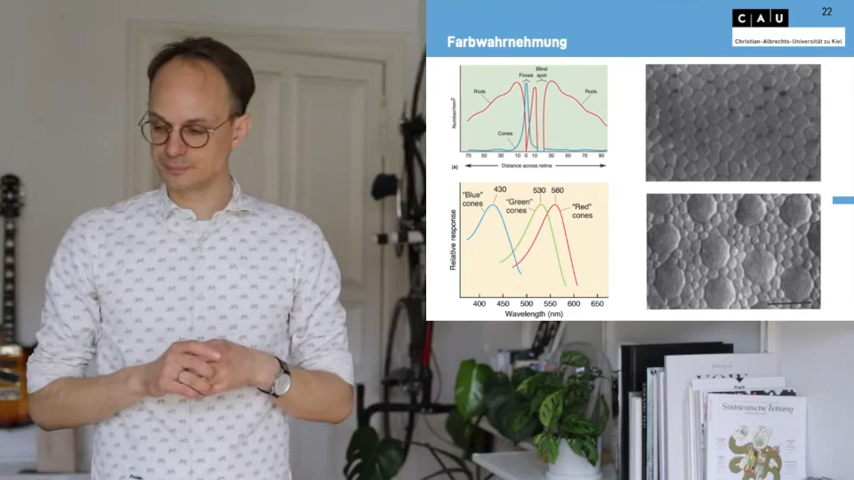 22
CAU
Christian-Albrechts-Universität zu Kiel
Farbwahrnehmung
Fovea
Blind
spot
Rods
Rods
Number/mm²
Cones
70 50 30 10 0 10 30 50 70 90
(a)
Distance across retina
430
530 560
"Blue"
cones
"Green"
cones
"Red"
cones
Relative response
400 450 500 550 600 650
Wavelength (nm)
Süddeutsche Zeitung